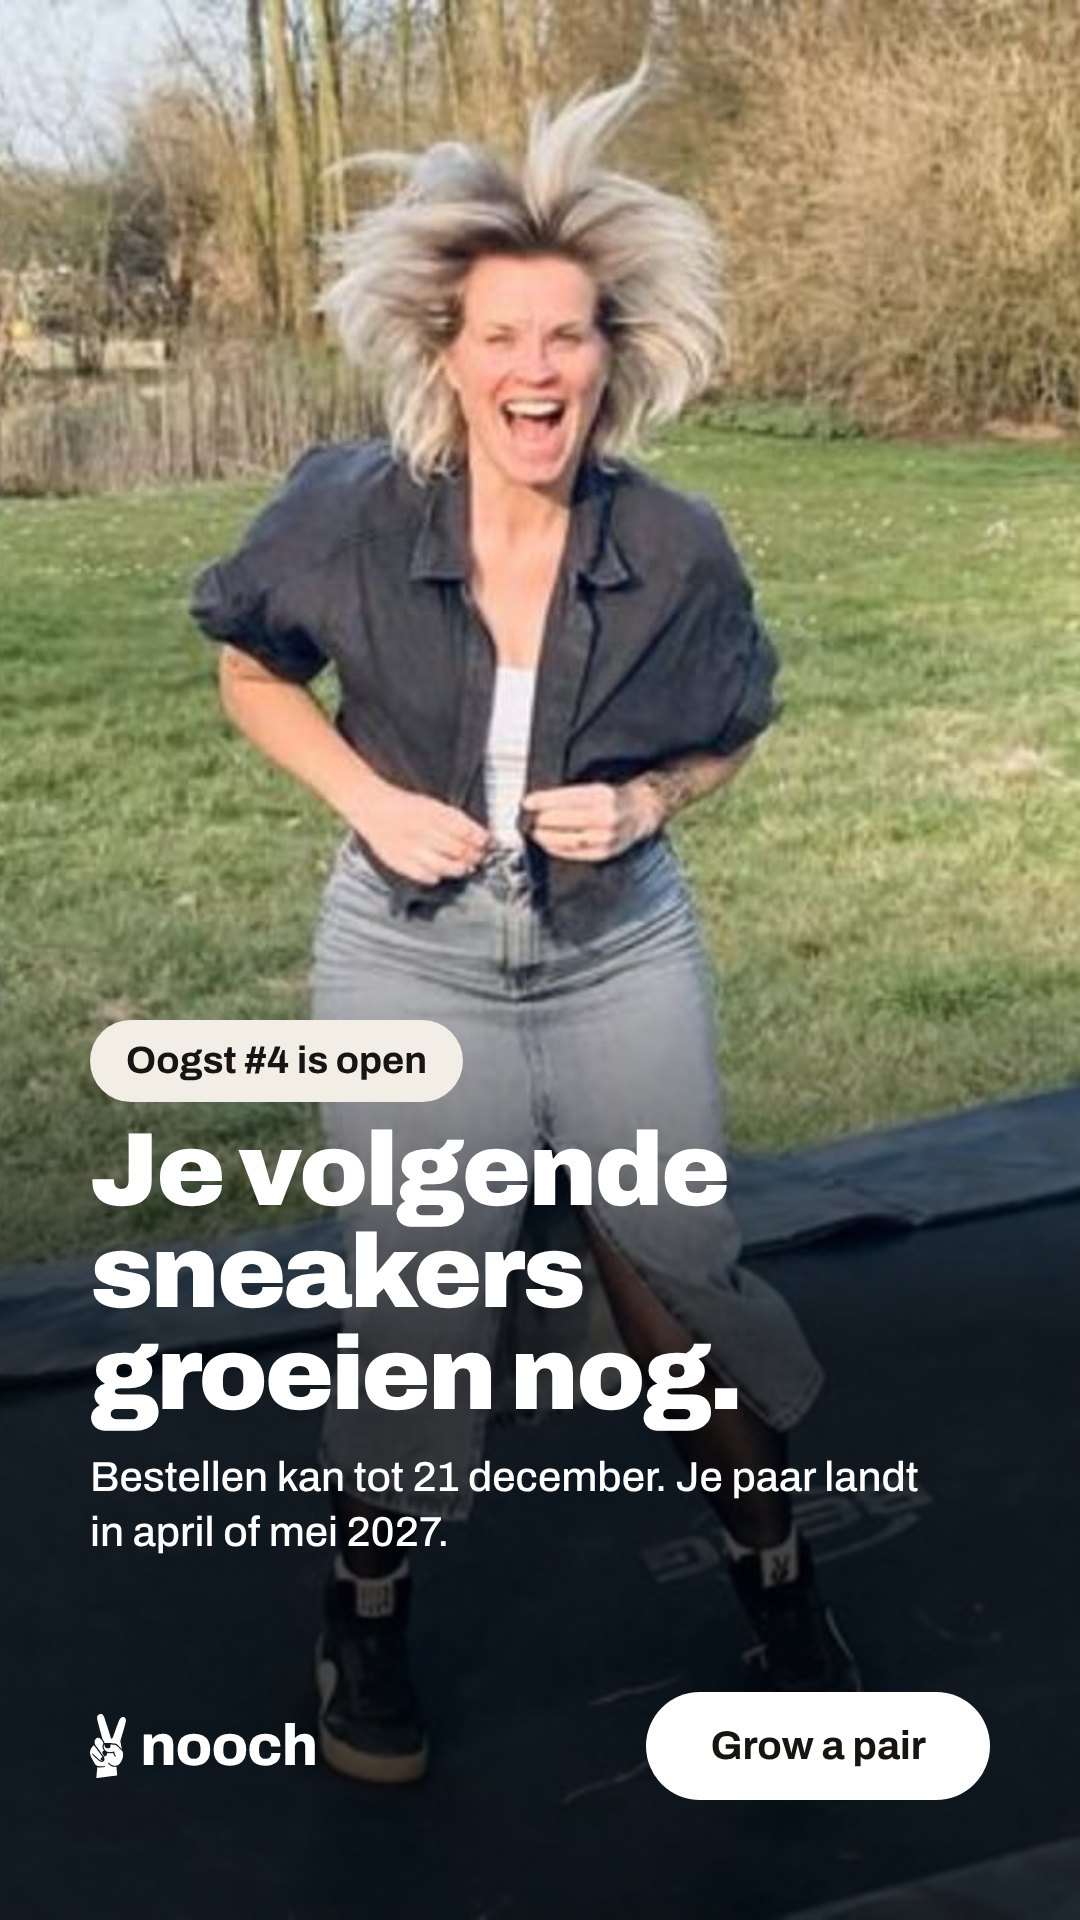 Oogst #4 is open
Je volgende
sneakers
groeien nog.
Bestellen kan tot 21 december. Je paar landt
in april of mei 2027.
nooch
Grow a pair